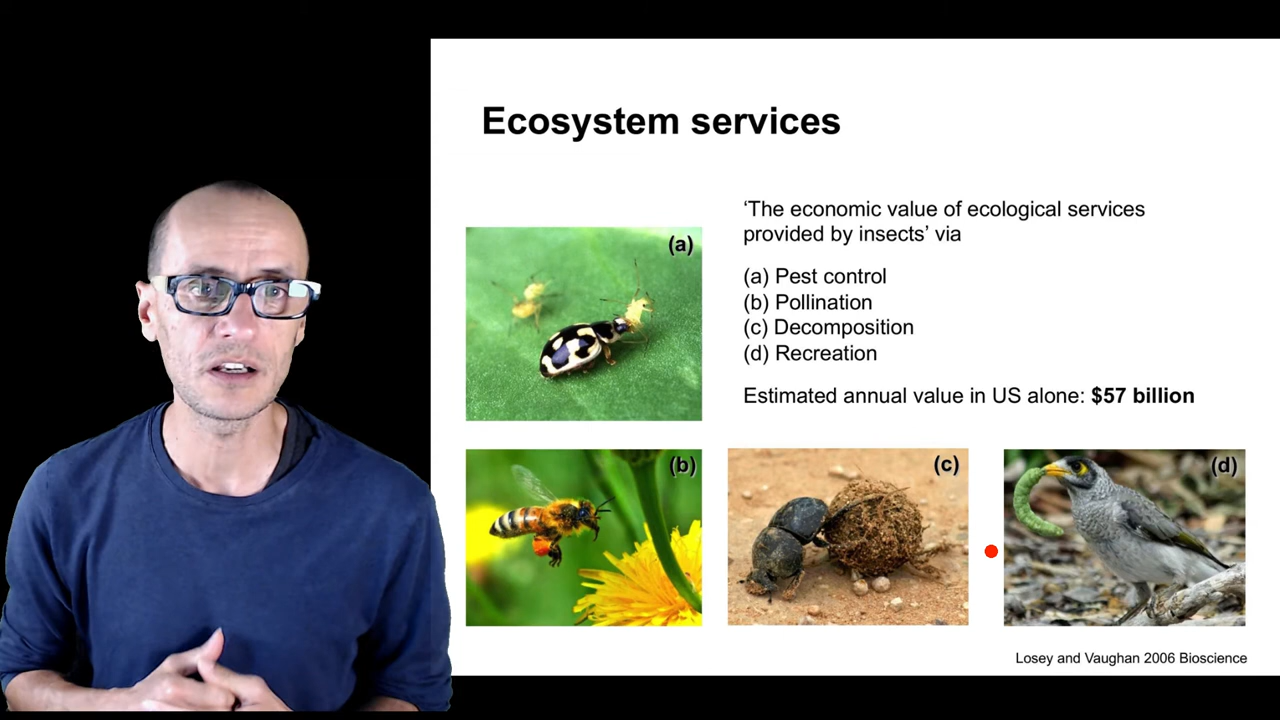 Ecosystem services
‘The economic value of ecological services
provided by insects’ via
(a) Pest control
(b) Pollination
(c) Decomposition
(d) Recreation
Estimated annual value in US alone: $57 billion
(a)
(b)
(c)
(d)
Losey and Vaughan 2006 Bioscience